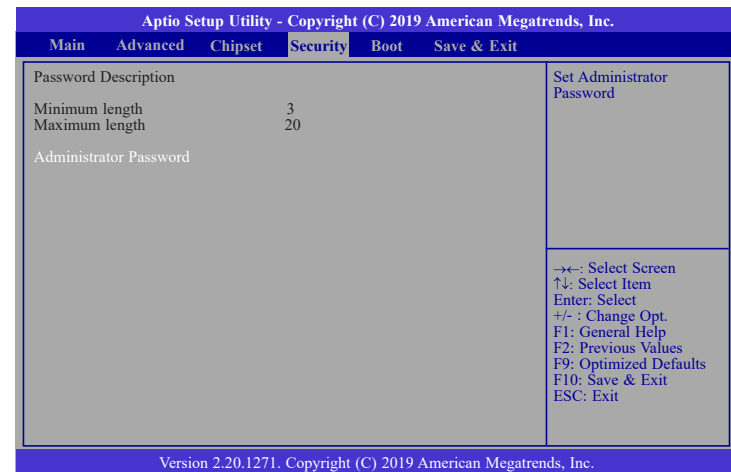 Aptio Setup Utility - Copyright (C) 2019 American Megatrends, Inc.
Main Advanced Chipset Security Boot Save & Exit
Password Description
Minimum length 3
Maximum length 20
Administrator Password
Set Administrator
Password
→←: Select Screen
↑↓: Select Item
Enter: Select
+/- : Change Opt.
F1: General Help
F2: Previous Values
F9: Optimized Defaults
F10: Save & Exit
ESC: Exit
Version 2.20.1271. Copyright (C) 2019 American Megatrends, Inc.